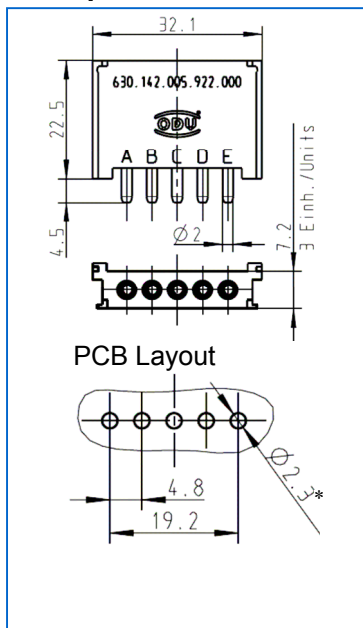 32.1
630.142.005.922.000
ODU
22.5
A B C D E
4.5
Ø2
7.2
3 Einh./Units
PCB Layout
Ø2.3*
4.8
19.2